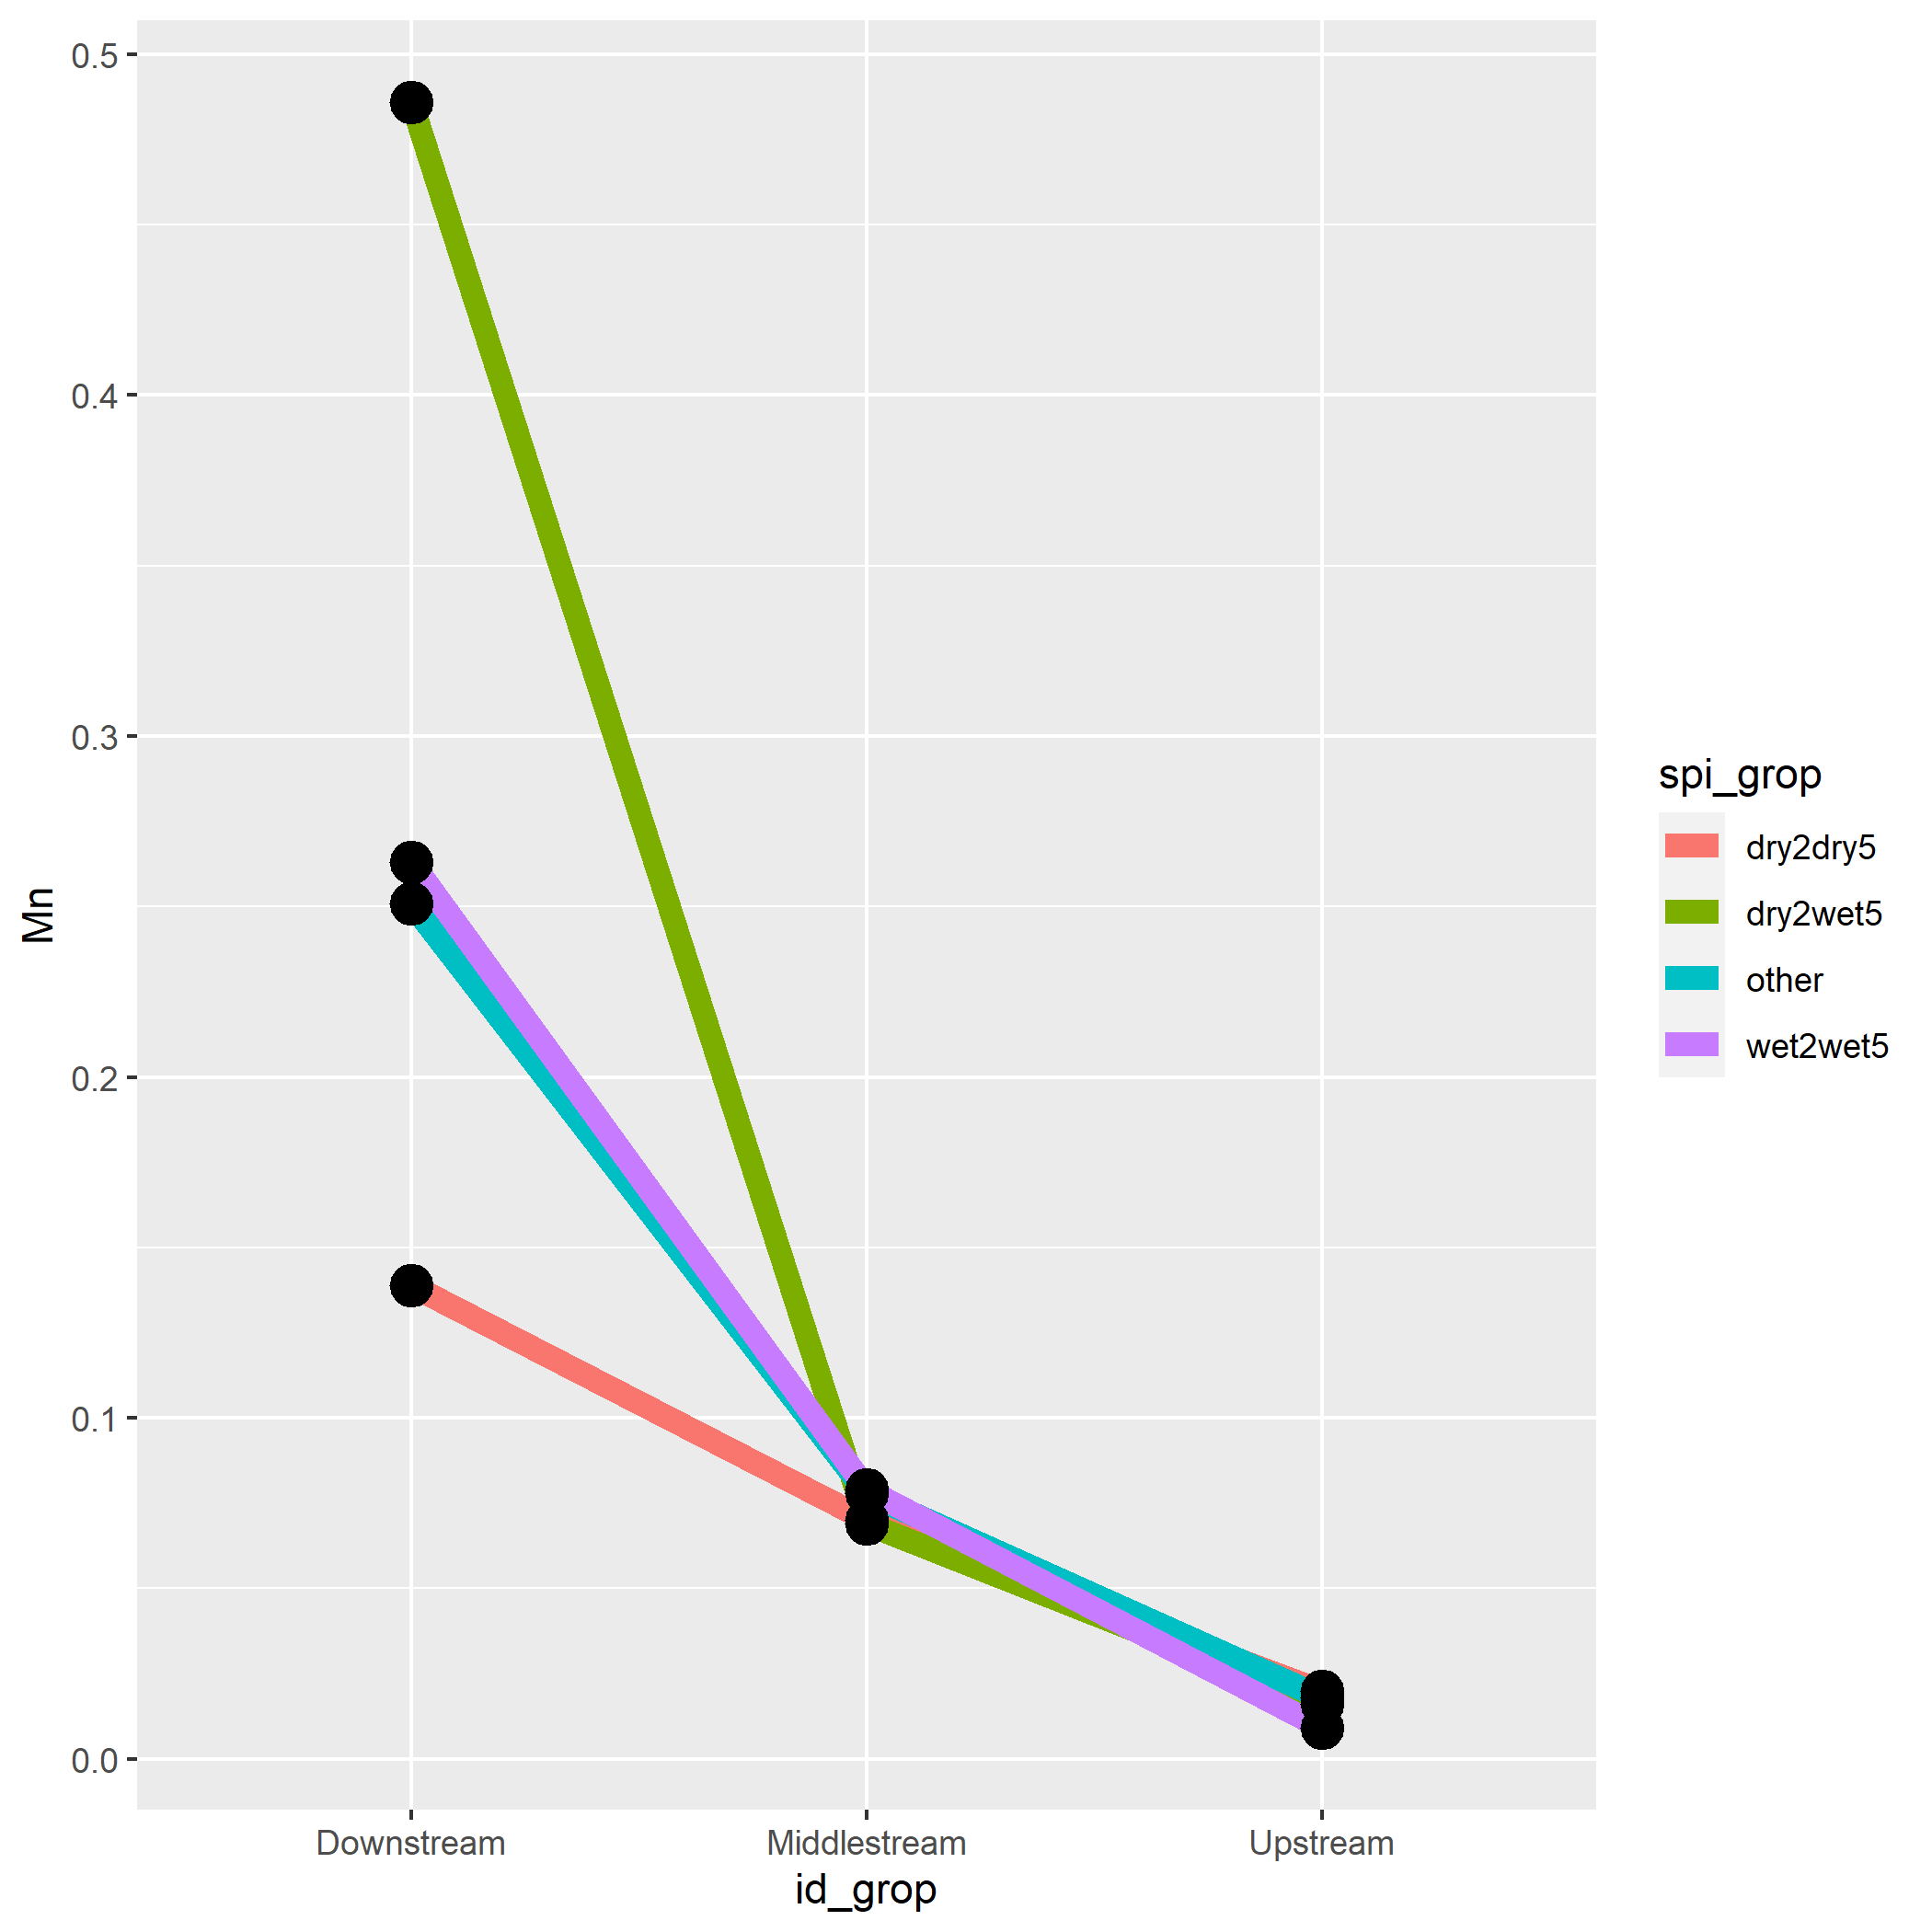 0.5
0.4
0.3
0.2
0.1
0.0
Mn
Downstream Middlestream Upstream
id_grop
spi_grop
dry2dry5
dry2wet5
other
wet2wet5